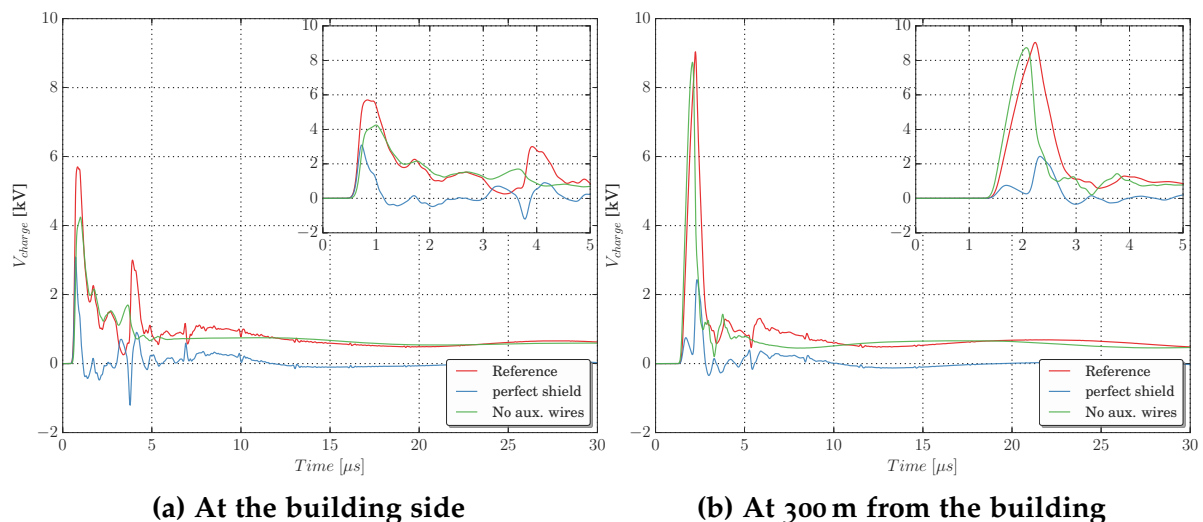 10
8
6
4
2
0
−2
V_charge [kV]
0 5 10 15 20 25 30
Time [µs]
10
8
6
4
2
0
−2
0 1 2 3 4 5
Reference
perfect shield
No aux. wires
(a) At the building side
10
8
6
4
2
0
−2
V_charge [kV]
0 5 10 15 20 25 30
Time [µs]
10
8
6
4
2
0
−2
0 1 2 3 4 5
Reference
perfect shield
No aux. wires
(b) At 300 m from the building